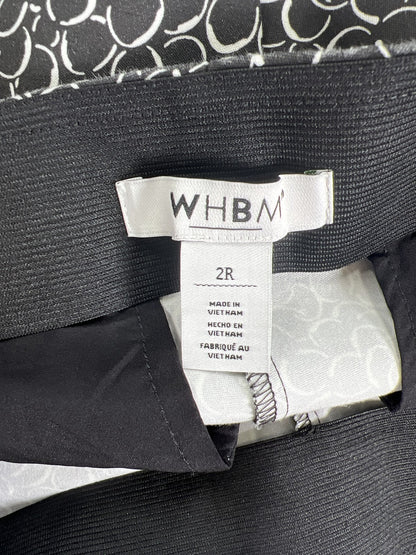 WHBM
2R
MADE IN
VIETNAM
HECHO EN
VIETNAM
FABRIQUÉ AU
VIETNAM